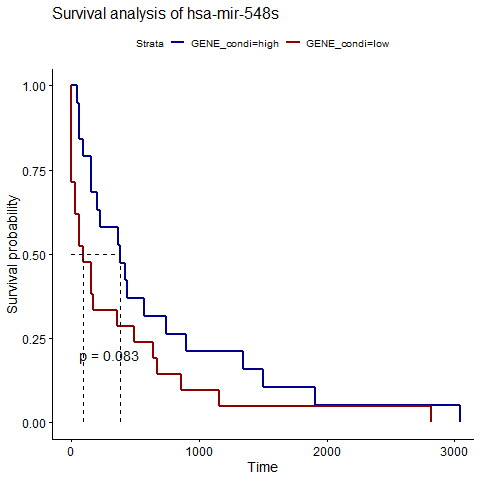 Survival analysis of hsa-mir-548s
Strata GENE_condi=high GENE_condi=low
1.00
0.75
0.50
0.25
0.00
Survival probability
p = 0.083
0 1000 2000 3000
Time